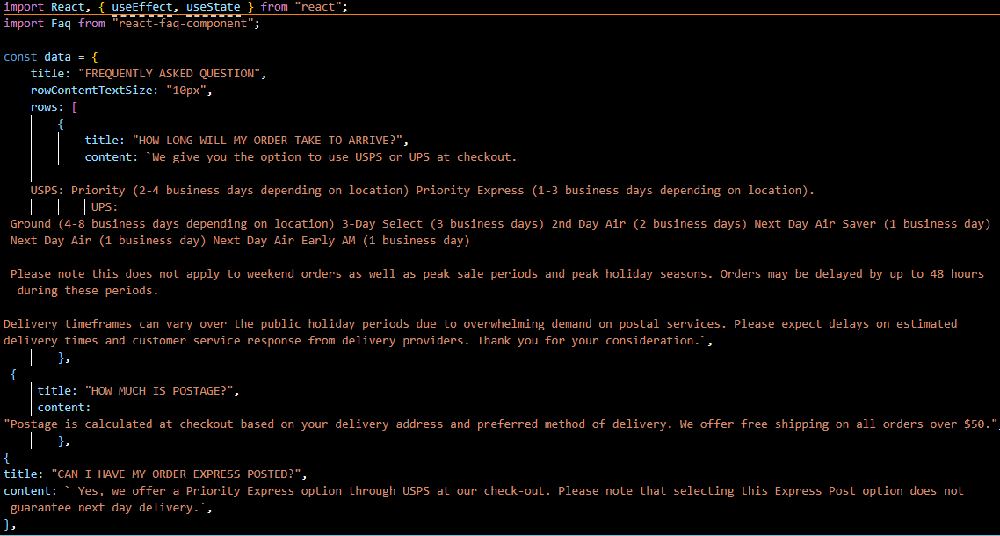 import React, { useEffect, useState } from "react";
import Faq from "react-faq-component";
const data = {
title: "FREQUENTLY ASKED QUESTION",
rowContentTextSize: "10px",
rows: [
{
title: "HOW LONG WILL MY ORDER TAKE TO ARRIVE?",
content: `We give you the option to use USPS or UPS at checkout.
USPS: Priority (2-4 business days depending on location) Priority Express (1-3 business days depending on location).
UPS:
Ground (4-8 business days depending on location) 3-Day Select (3 business days) 2nd Day Air (2 business days) Next Day Air Saver (1 business day)
Next Day Air (1 business day) Next Day Air Early AM (1 business day)
Please note this does not apply to weekend orders as well as peak sale periods and peak holiday seasons. Orders may be delayed by up to 48 hours
during these periods.
Delivery timeframes can vary over the public holiday periods due to overwhelming demand on postal services. Please expect delays on estimated
delivery times and customer service response from delivery providers. Thank you for your consideration.`,
},
{
title: "HOW MUCH IS POSTAGE?",
content:
"Postage is calculated at checkout based on your delivery address and preferred method of delivery. We offer free shipping on all orders over $50.",
},
{
title: "CAN I HAVE MY ORDER EXPRESS POSTED?",
content: ` Yes, we offer a Priority Express option through USPS at our check-out. Please note that selecting this Express Post option does not
guarantee next day delivery.`,
},